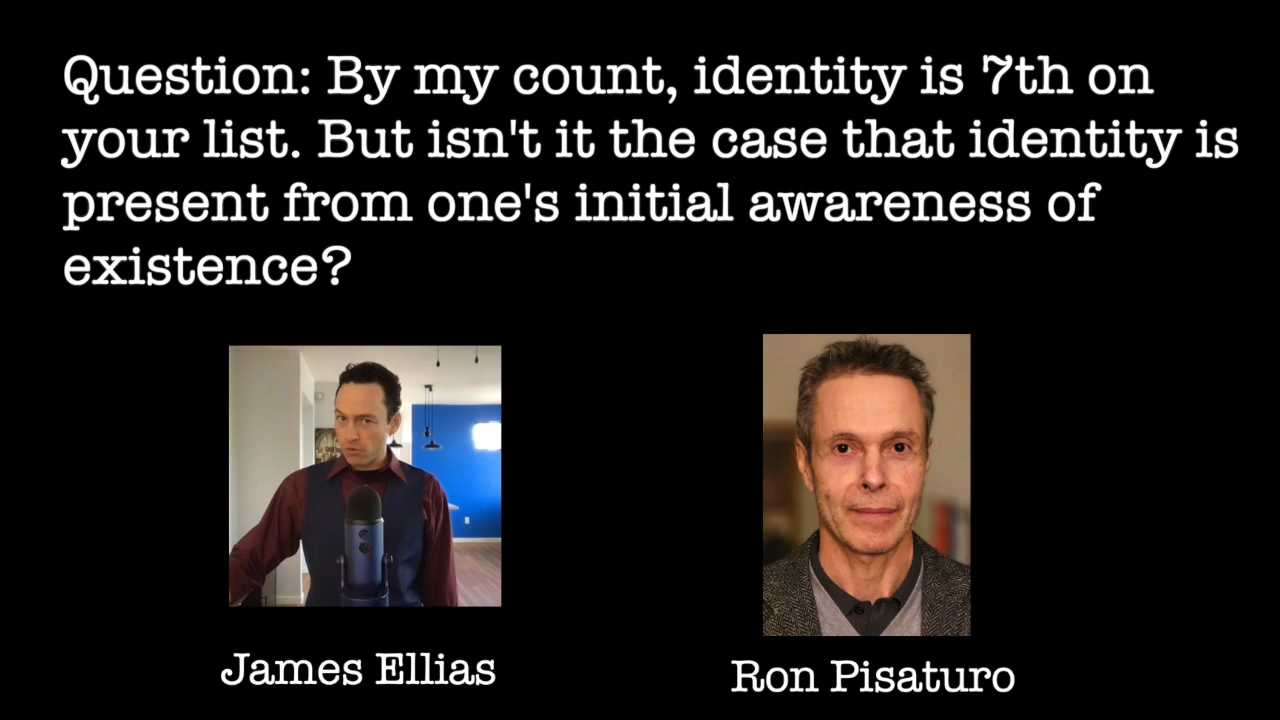 Question: By my count, identity is 7th on
your list. But isn't it the case that identity is
present from one's initial awareness of
existence?
James Ellias
Ron Pisaturo